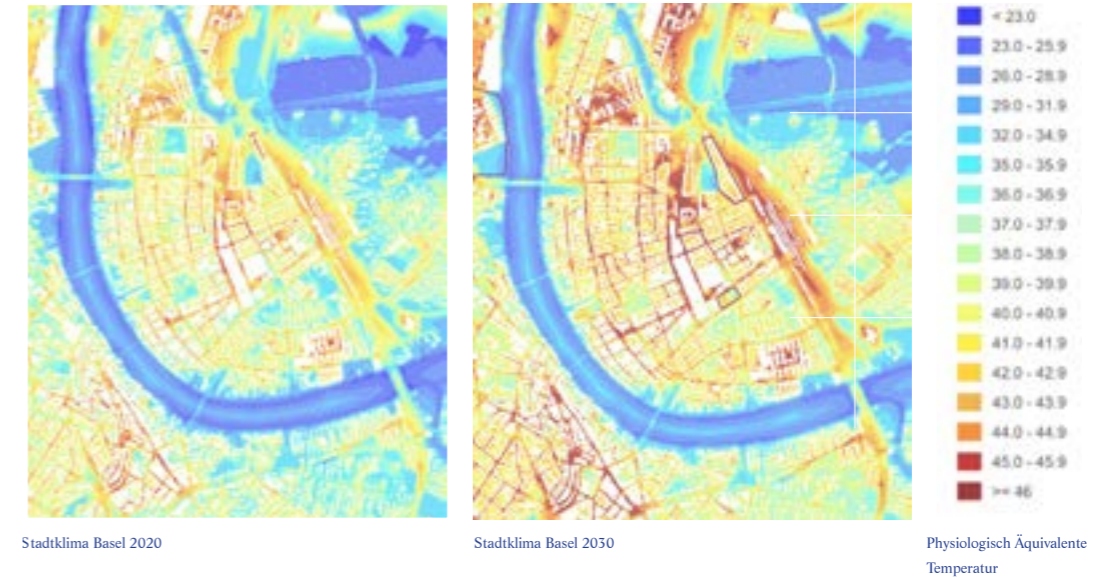 < 23.0
23.0 - 25.9
26.0 - 28.9
29.0 - 31.9
32.0 - 34.9
35.0 - 35.9
36.0 - 36.9
37.0 - 37.9
38.0 - 38.9
39.0 - 39.9
40.0 - 40.9
41.0 - 41.9
42.0 - 42.9
43.0 - 43.9
44.0 - 44.9
45.0 - 45.9
>= 46
Stadtklima Basel 2020
Stadtklima Basel 2030
Physiologisch Äquivalente
Temperatur